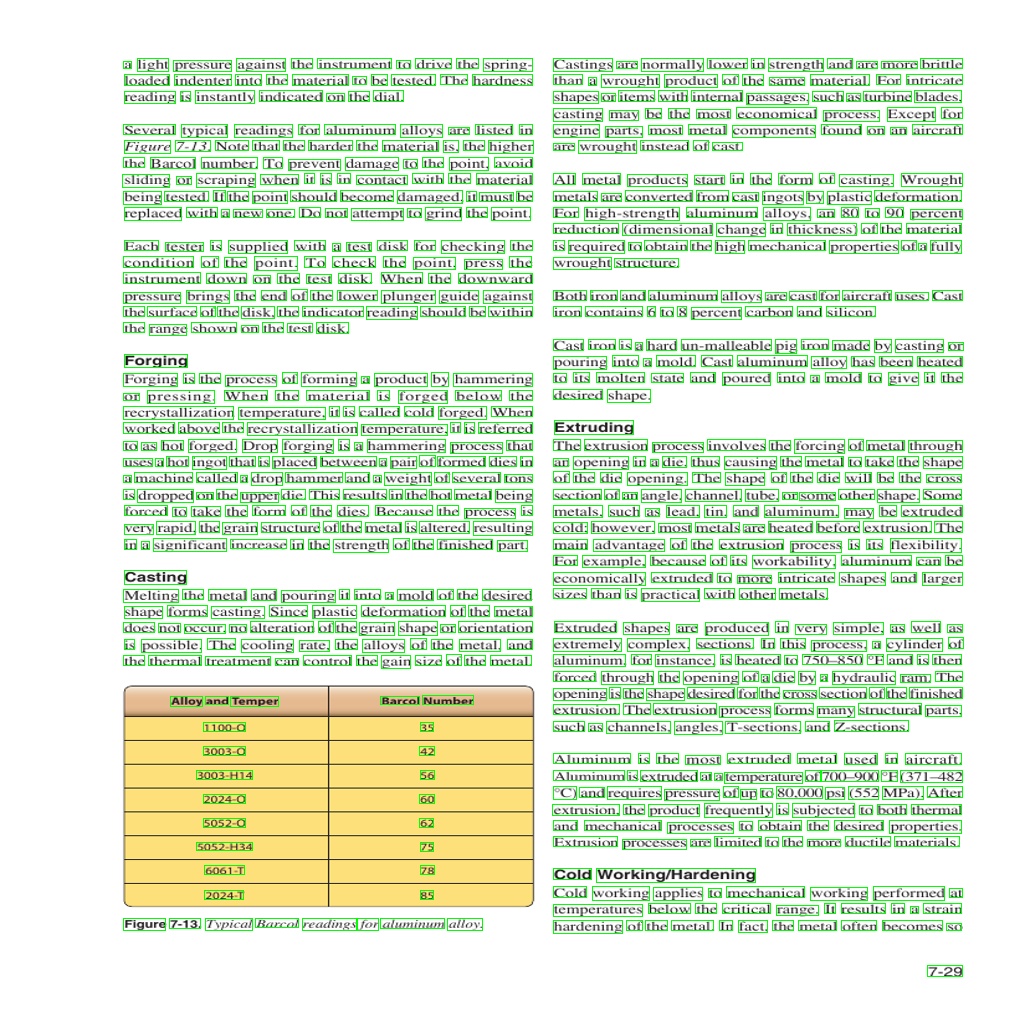 a light pressure against the instrument to drive the spring-
loaded indenter into the material to be tested. The hardness
reading is instantly indicated on the dial.
Several typical readings for aluminum alloys are listed in
Figure 7-13. Note that the harder the material is, the higher
the Barcol number. To prevent damage to the point, avoid
sliding or scraping when it is in contact with the material
being tested. If the point should become damaged, it must be
replaced with a new one. Do not attempt to grind the point.
Each tester is supplied with a test disk for checking the
condition of the point. To check the point, press the
instrument down on the test disk. When the downward
pressure brings the end of the lower plunger guide against
the surface of the disk, the indicator reading should be within
the range shown on the test disk.
Forging
Forging is the process of forming a product by hammering
or pressing. When the material is forged below the
recrystallization temperature, it is called cold forged. When
worked above the recrystallization temperature, it is referred
to as hot forged. Drop forging is a hammering process that
uses a hot ingot that is placed between a pair of formed dies in
a machine called a drop hammer and a weight of several tons
is dropped on the upper die. This results in the hot metal being
forced to take the form of the dies. Because the process is
very rapid, the grain structure of the metal is altered, resulting
in a significant increase in the strength of the finished part.
Casting
Melting the metal and pouring it into a mold of the desired
shape forms casting. Since plastic deformation of the metal
does not occur, no alteration of the grain shape or orientation
is possible. The cooling rate, the alloys of the metal, and
the thermal treatment can control the gain size of the metal.
Alloy and Temper Barcol Number
1100-O 35
3003-O 42
3003-H14 56
2024-O 60
5052-O 62
5052-H34 75
6061-T 78
2024-T 85
Figure 7-13. Typical Barcol readings for aluminum alloy.
Castings are normally lower in strength and are more brittle
than a wrought product of the same material. For intricate
shapes or items with internal passages, such as turbine blades,
casting may be the most economical process. Except for
engine parts, most metal components found on an aircraft
are wrought instead of cast.
All metal products start in the form of casting. Wrought
metals are converted from cast ingots by plastic deformation.
For high-strength aluminum alloys, an 80 to 90 percent
reduction (dimensional change in thickness) of the material
is required to obtain the high mechanical properties of a fully
wrought structure.
Both iron and aluminum alloys are cast for aircraft uses. Cast
iron contains 6 to 8 percent carbon and silicon.
Cast iron is a hard un-malleable pig iron made by casting or
pouring into a mold. Cast aluminum alloy has been heated
to its molten state and poured into a mold to give it the
desired shape.
Extruding
The extrusion process involves the forcing of metal through
an opening in a die, thus causing the metal to take the shape
of the die opening. The shape of the die will be the cross
section of an angle, channel, tube, or some other shape. Some
metals, such as lead, tin, and aluminum, may be extruded
cold; however, most metals are heated before extrusion. The
main advantage of the extrusion process is its flexibility.
For example, because of its workability, aluminum can be
economically extruded to more intricate shapes and larger
sizes than is practical with other metals.
Extruded shapes are produced in very simple, as well as
extremely complex, sections. In this process, a cylinder of
aluminum, for instance, is heated to 750–850 °F and is then
forced through the opening of a die by a hydraulic ram. The
opening is the shape desired for the cross section of the finished
extrusion. The extrusion process forms many structural parts,
such as channels, angles, T-sections, and Z-sections.
Aluminum is the most extruded metal used in aircraft.
Aluminum is extruded at a temperature of 700–900 °F (371–482
°C) and requires pressure of up to 80,000 psi (552 MPa). After
extrusion, the product frequently is subjected to both thermal
and mechanical processes to obtain the desired properties.
Extrusion processes are limited to the more ductile materials.
Cold Working/Hardening
Cold working applies to mechanical working performed at
temperatures below the critical range. It results in a strain
hardening of the metal. In fact, the metal often becomes so
7-29